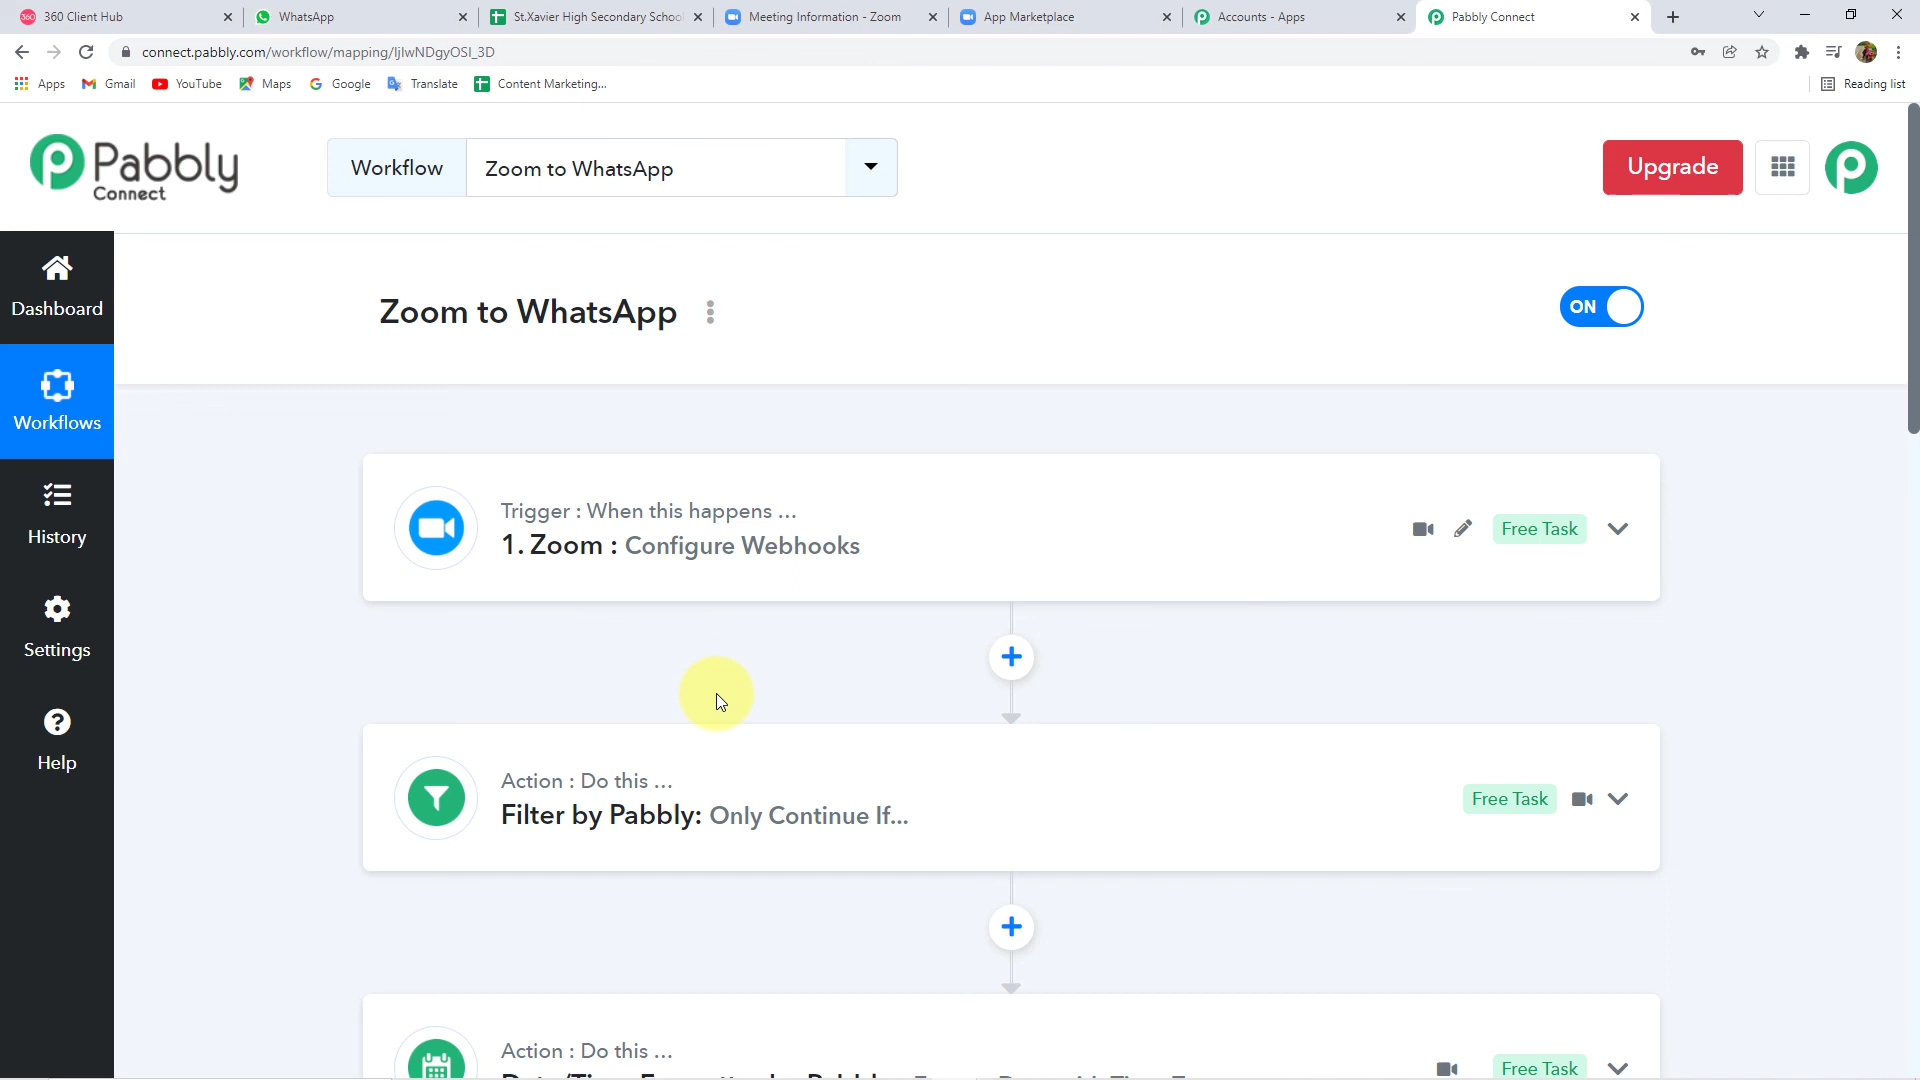 360 Client Hub
WhatsApp
St.Xavier High Secondary School
Meeting Information - Zoom
App Marketplace
Accounts - Apps
Pabbly Connect
connect.pabbly.com/workflow/mapping/IjIwNDgyOSI_3D
Apps
Gmail
YouTube
Maps
Google
Translate
Content Marketing...
Reading list
Pabbly
Connect
Workflow
Zoom to WhatsApp
Upgrade
Dashboard
Workflows
History
Settings
Help
Zoom to WhatsApp
ON
Trigger : When this happens ...
1. Zoom : Configure Webhooks
Free Task
Action : Do this ...
Filter by Pabbly: Only Continue If...
Free Task
Action : Do this ...
Free Task